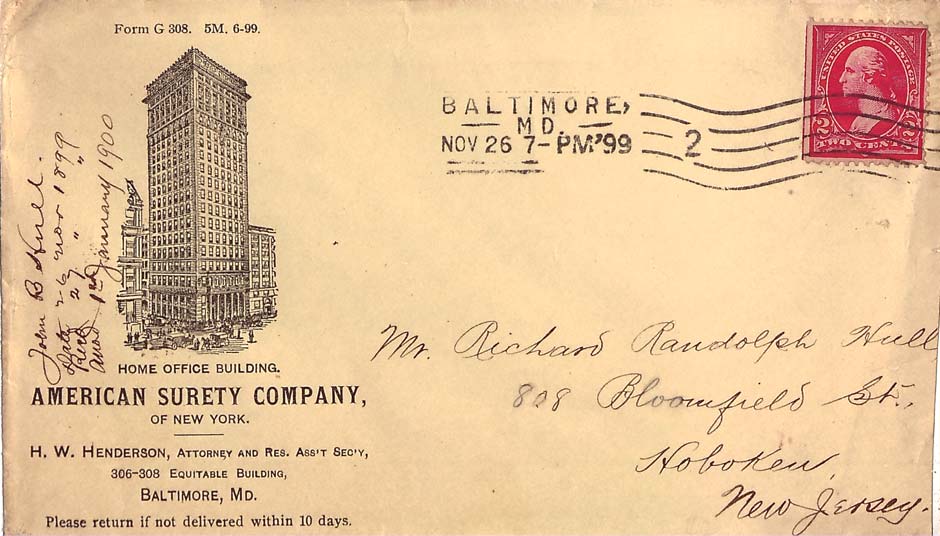 Form G 308. 5M. 6-99.
BALTIMORE,
MD.
NOV 26 7-PM '99
2
UNITED STATES POSTAGE
2 2
TWO CENTS
John B Hull.
Date 26 Nov 1899
Recd 27 " "
Ansd 1st January 1900
HOME OFFICE BUILDING.
AMERICAN SURETY COMPANY,
OF NEW YORK.
H. W. HENDERSON, ATTORNEY AND RES. ASS'T SEC'Y,
306-308 EQUITABLE BUILDING,
BALTIMORE, MD.
Please return if not delivered within 10 days.
Mr. Richard Randolph Hull
808 Bloomfield St.,
Hoboken,
New Jersey.